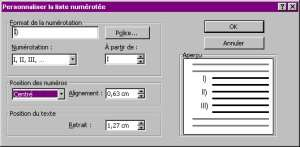 Personnaliser la liste numérotée
Format de la numérotation
I)
Police...
Numérotation :
À partir de :
I, II, III, ...
I
Position des numéros
Centré
Alignement :
0,63 cm
Position du texte
Retrait :
1,27 cm
OK
Annuler
Aperçu
I)
II)
III)